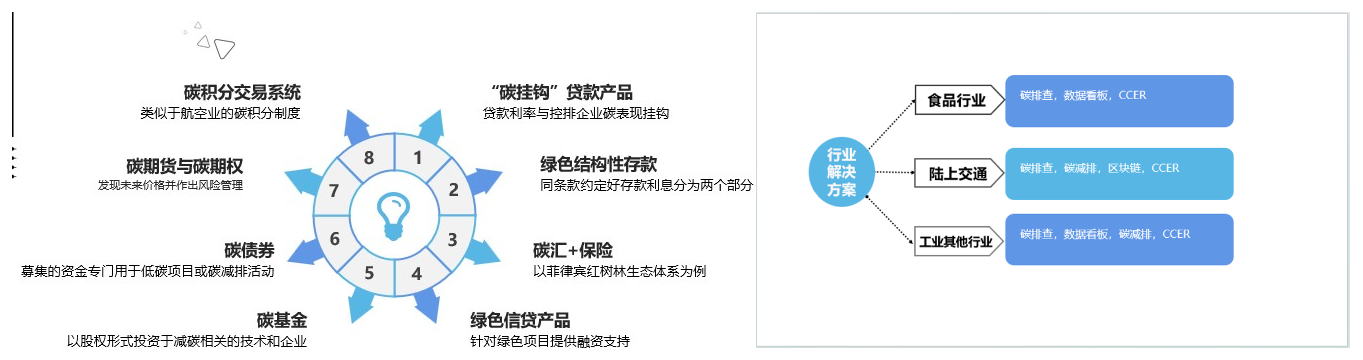 碳积分交易系统
类似于航空业的碳积分制度
“碳挂钩”贷款产品
贷款利率与控排企业碳表现挂钩
碳期货与碳期权
发现未来价格并作出风险管理
绿色结构性存款
同条款约定好存款利息分为两个部分
碳债券
募集的资金专门用于低碳项目或碳减排活动
碳汇+保险
以菲律宾红树林生态体系为例
碳基金
以股权形式投资于减碳相关的技术和企业
绿色信贷产品
针对绿色项目提供融资支持
1
2
3
4
5
6
7
8
行业
解决
方案
食品行业
碳排查，数据看板，CCER
陆上交通
碳排查，碳减排，区块链，CCER
工业其他行业
碳排查，数据看板，碳减排，CCER